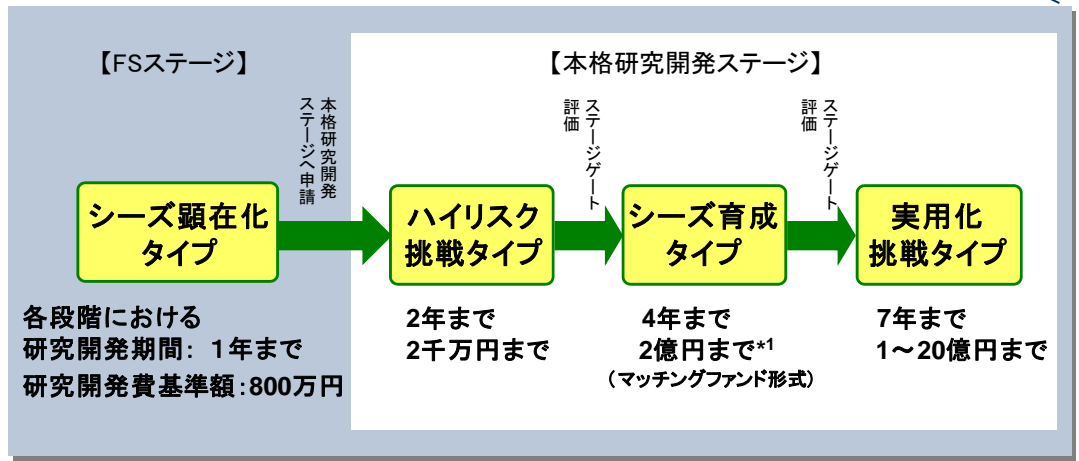 【FSステージ】
本格研究開発
ステージへ申請
シーズ顕在化
タイプ
各段階における
研究開発期間： １年まで
研究開発費基準額：800万円
【本格研究開発ステージ】
ハイリスク
挑戦タイプ
2年まで
2千万円まで
ステージゲート
評価
シーズ育成
タイプ
4年まで
2億円まで*1
（マッチングファンド形式）
ステージゲート
評価
実用化
挑戦タイプ
7年まで
1～20億円まで